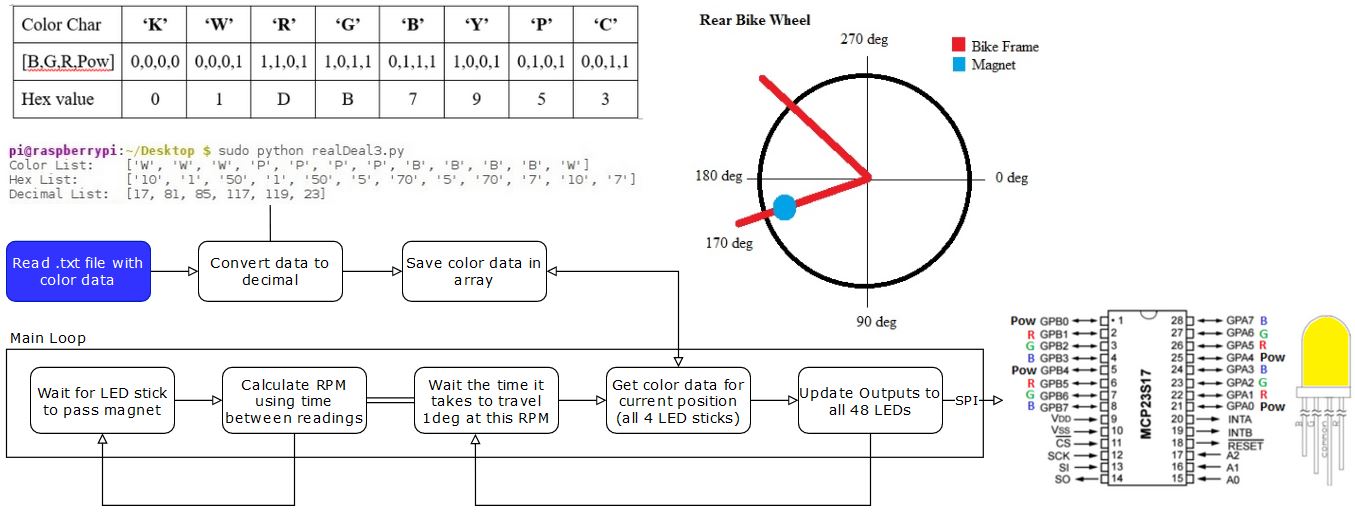 Color Char ‘K’ ‘W’ ‘R’ ‘G’ ‘B’ ‘Y’ ‘P’ ‘C’
[B,G,R,Pow] 0,0,0,0 0,0,0,1 1,1,0,1 1,0,1,1 0,1,1,1 1,0,0,1 0,1,0,1 0,0,1,1
Hex value 0 1 D B 7 9 5 3
pi@raspberrypi:~/Desktop $ sudo python realDeal3.py
Color List: ['W', 'W', 'W', 'P', 'P', 'P', 'P', 'B', 'B', 'B', 'B', 'W']
Hex List: ['10', '1', '50', '1', '50', '5', '70', '5', '70', '7', '10', '7']
Decimal List: [17, 81, 85, 117, 119, 23]
Read .txt file with
color data
Convert data to
decimal
Save color data in
array
Rear Bike Wheel
270 deg
Bike Frame
Magnet
180 deg
0 deg
170 deg
90 deg
Main Loop
Wait for LED stick
to pass magnet
Calculate RPM
using time
between readings
Wait the time it
takes to travel
1deg at this RPM
Get color data for
current position
(all 4 LED sticks)
Update Outputs to
all 48 LEDs
SPI
Pow GPB0 1 28 GPA7 B
R GPB1 2 27 GPA6 G
G GPB2 3 26 GPA5 R
B GPB3 4 25 GPA4 Pow
Pow GPB4 5 24 GPA3 B
R GPB5 6 23 GPA2 G
G GPB6 7 22 GPA1 R
B GPB7 8 21 GPA0 Pow
VDD 9 20 INTA
VSS 10 19 INTB
CS 11 18 RESET
SCK 12 17 A2
SI 13 16 A1
SO 14 15 A0
MCP23S17
B
G
common
R